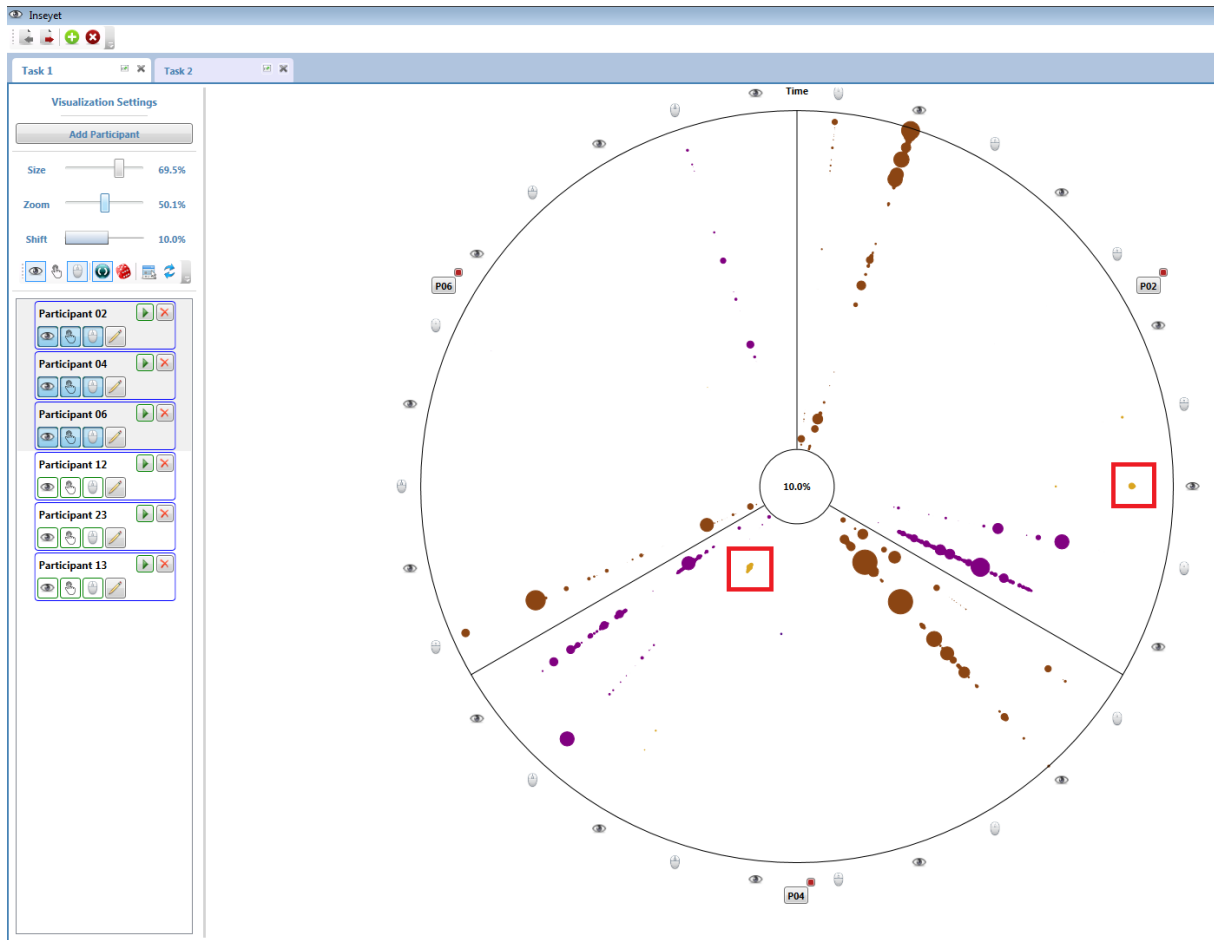 Inseyet
Task 1
Task 2
Visualization Settings
Add Participant
Size 69.5%
Zoom 50.1%
Shift 10.0%
Participant 02
Participant 04
Participant 06
Participant 12
Participant 23
Participant 13
Time
P06
P02
10.0%
P04